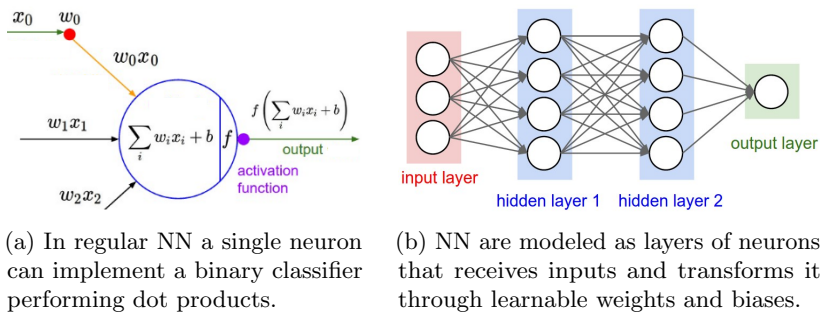 x₀ w₀
w₀x₀
w₁x₁
w₂x₂
∑ᵢ wᵢxᵢ + b f
f(∑ᵢ wᵢxᵢ + b)
output
activation
function
(a) In regular NN a single neuron
can implement a binary classifier
performing dot products.
input layer
hidden layer 1 hidden layer 2
output layer
(b) NN are modeled as layers of neurons
that receives inputs and transforms it
through learnable weights and biases.